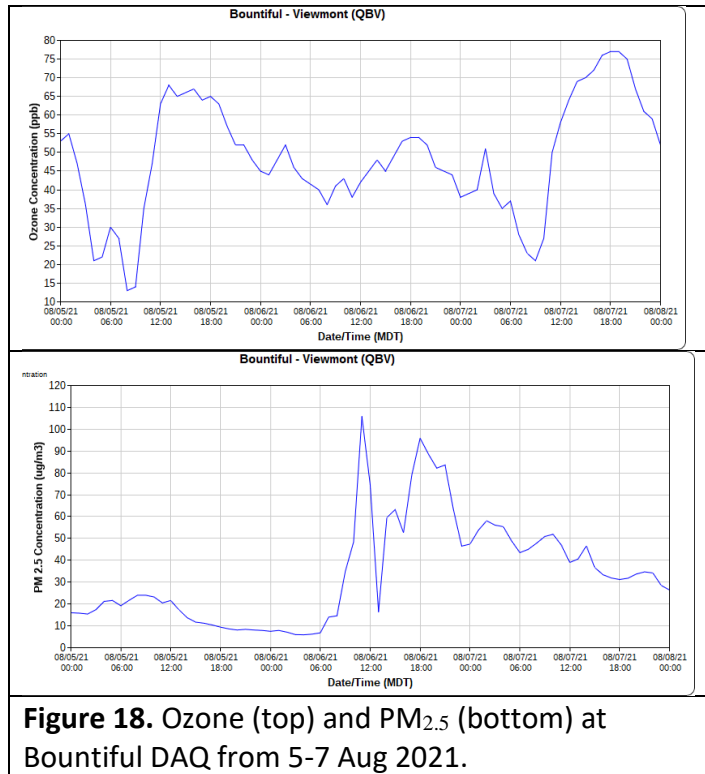 Bountiful - Viewmont (QBV)
80
75
70
65
60
55
50
45
40
35
30
25
20
15
10
Ozone Concentration (ppb)
08/05/21 08/05/21 08/05/21 08/05/21 08/06/21 08/06/21 08/06/21 08/06/21 08/07/21 08/07/21 08/07/21 08/07/21 08/08/21
00:00 06:00 12:00 18:00 00:00 06:00 12:00 18:00 00:00 06:00 12:00 18:00 00:00
Date/Time (MDT)
Bountiful - Viewmont (QBV)
ntration
120
110
100
90
80
70
60
50
40
30
20
10
0
PM 2.5 Concentration (ug/m3)
08/05/21 08/05/21 08/05/21 08/05/21 08/06/21 08/06/21 08/06/21 08/06/21 08/07/21 08/07/21 08/07/21 08/07/21 08/08/21
00:00 06:00 12:00 18:00 00:00 06:00 12:00 18:00 00:00 06:00 12:00 18:00 00:00
Date/Time (MDT)
Figure 18. Ozone (top) and PM2.5 (bottom) at
Bountiful DAQ from 5-7 Aug 2021.